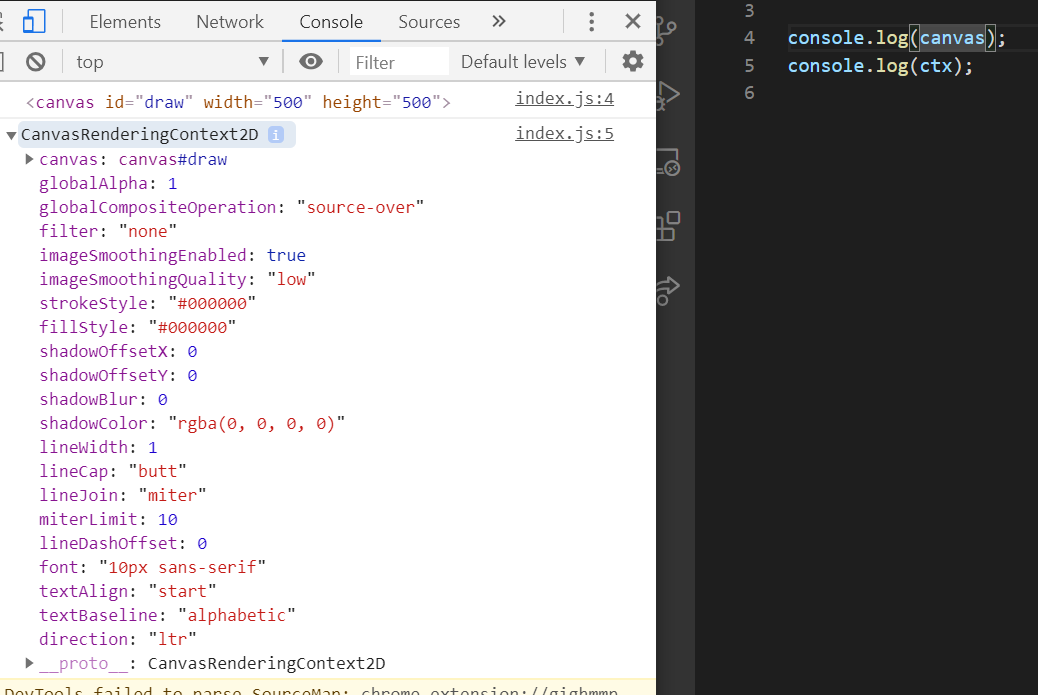 Elements Network Console Sources
top Filter Default levels
<canvas id="draw" width="500" height="500"> index.js:4
CanvasRenderingContext2D i index.js:5
canvas: canvas#draw
globalAlpha: 1
globalCompositeOperation: "source-over"
filter: "none"
imageSmoothingEnabled: true
imageSmoothingQuality: "low"
strokeStyle: "#000000"
fillStyle: "#000000"
shadowOffsetX: 0
shadowOffsetY: 0
shadowBlur: 0
shadowColor: "rgba(0, 0, 0, 0)"
lineWidth: 1
lineCap: "butt"
lineJoin: "miter"
miterLimit: 10
lineDashOffset: 0
font: "10px sans-serif"
textAlign: "start"
textBaseline: "alphabetic"
direction: "ltr"
__proto__: CanvasRenderingContext2D
DevTools failed to parse SourceMap: chrome-extension://gighmmp
3
4 console.log(canvas);
5 console.log(ctx);
6